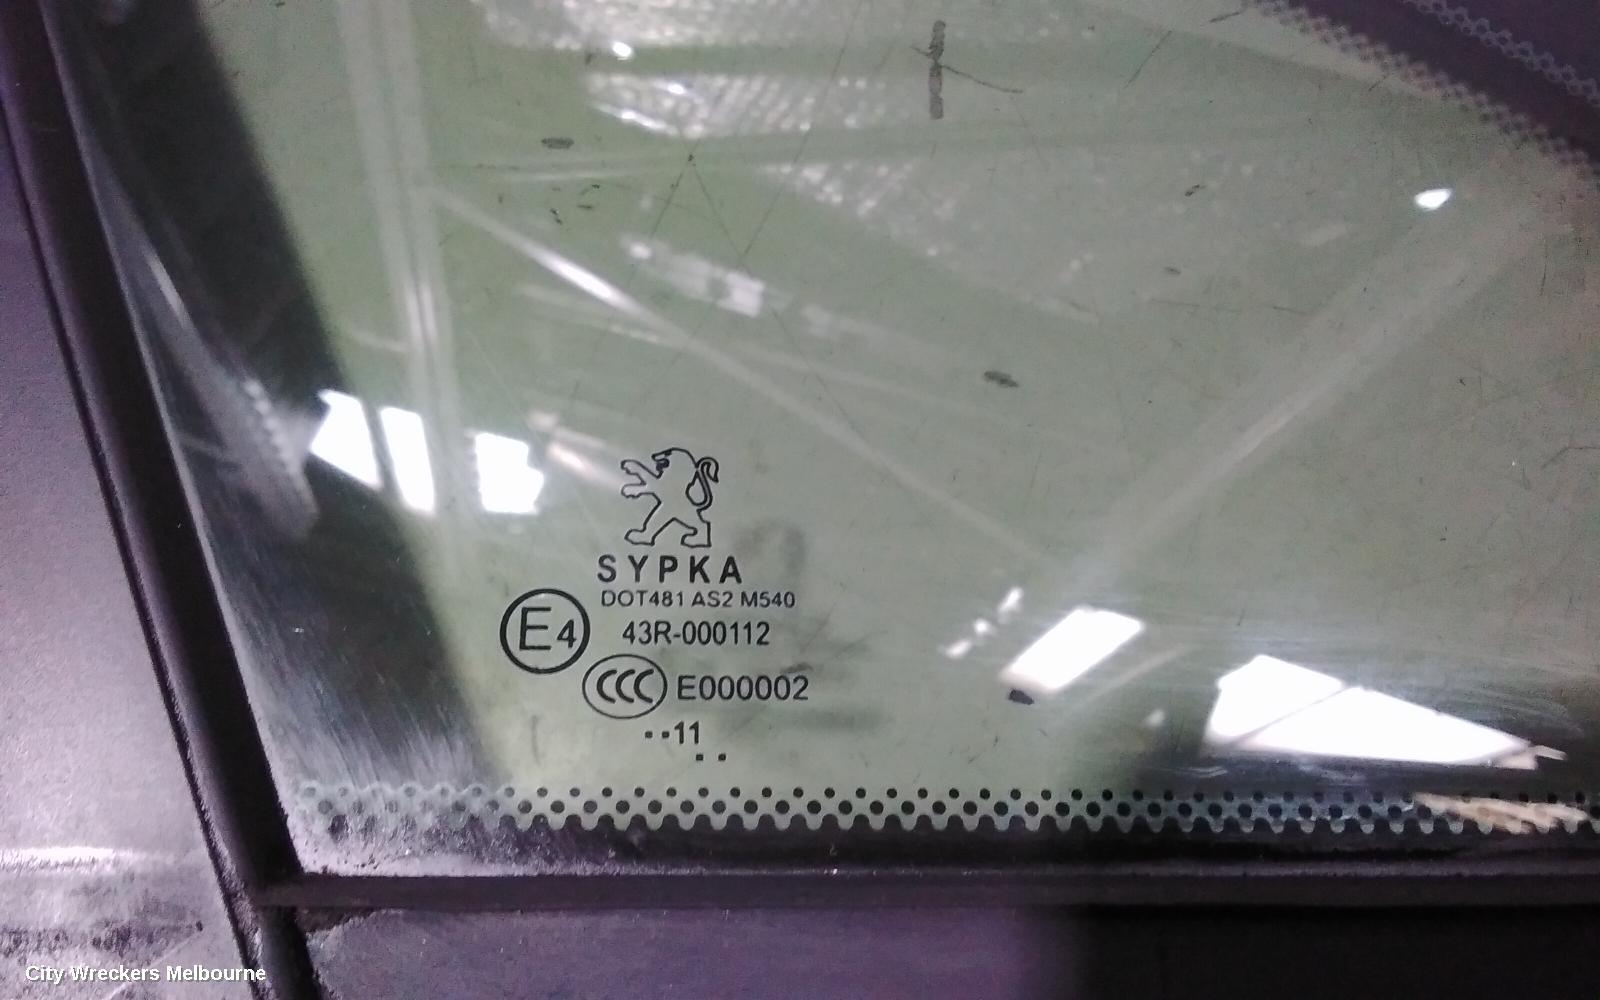 SYPKA
DOT481 AS2 M540
E4 43R-000112
CCC E000002
..11
..
City Wreckers Melbourne